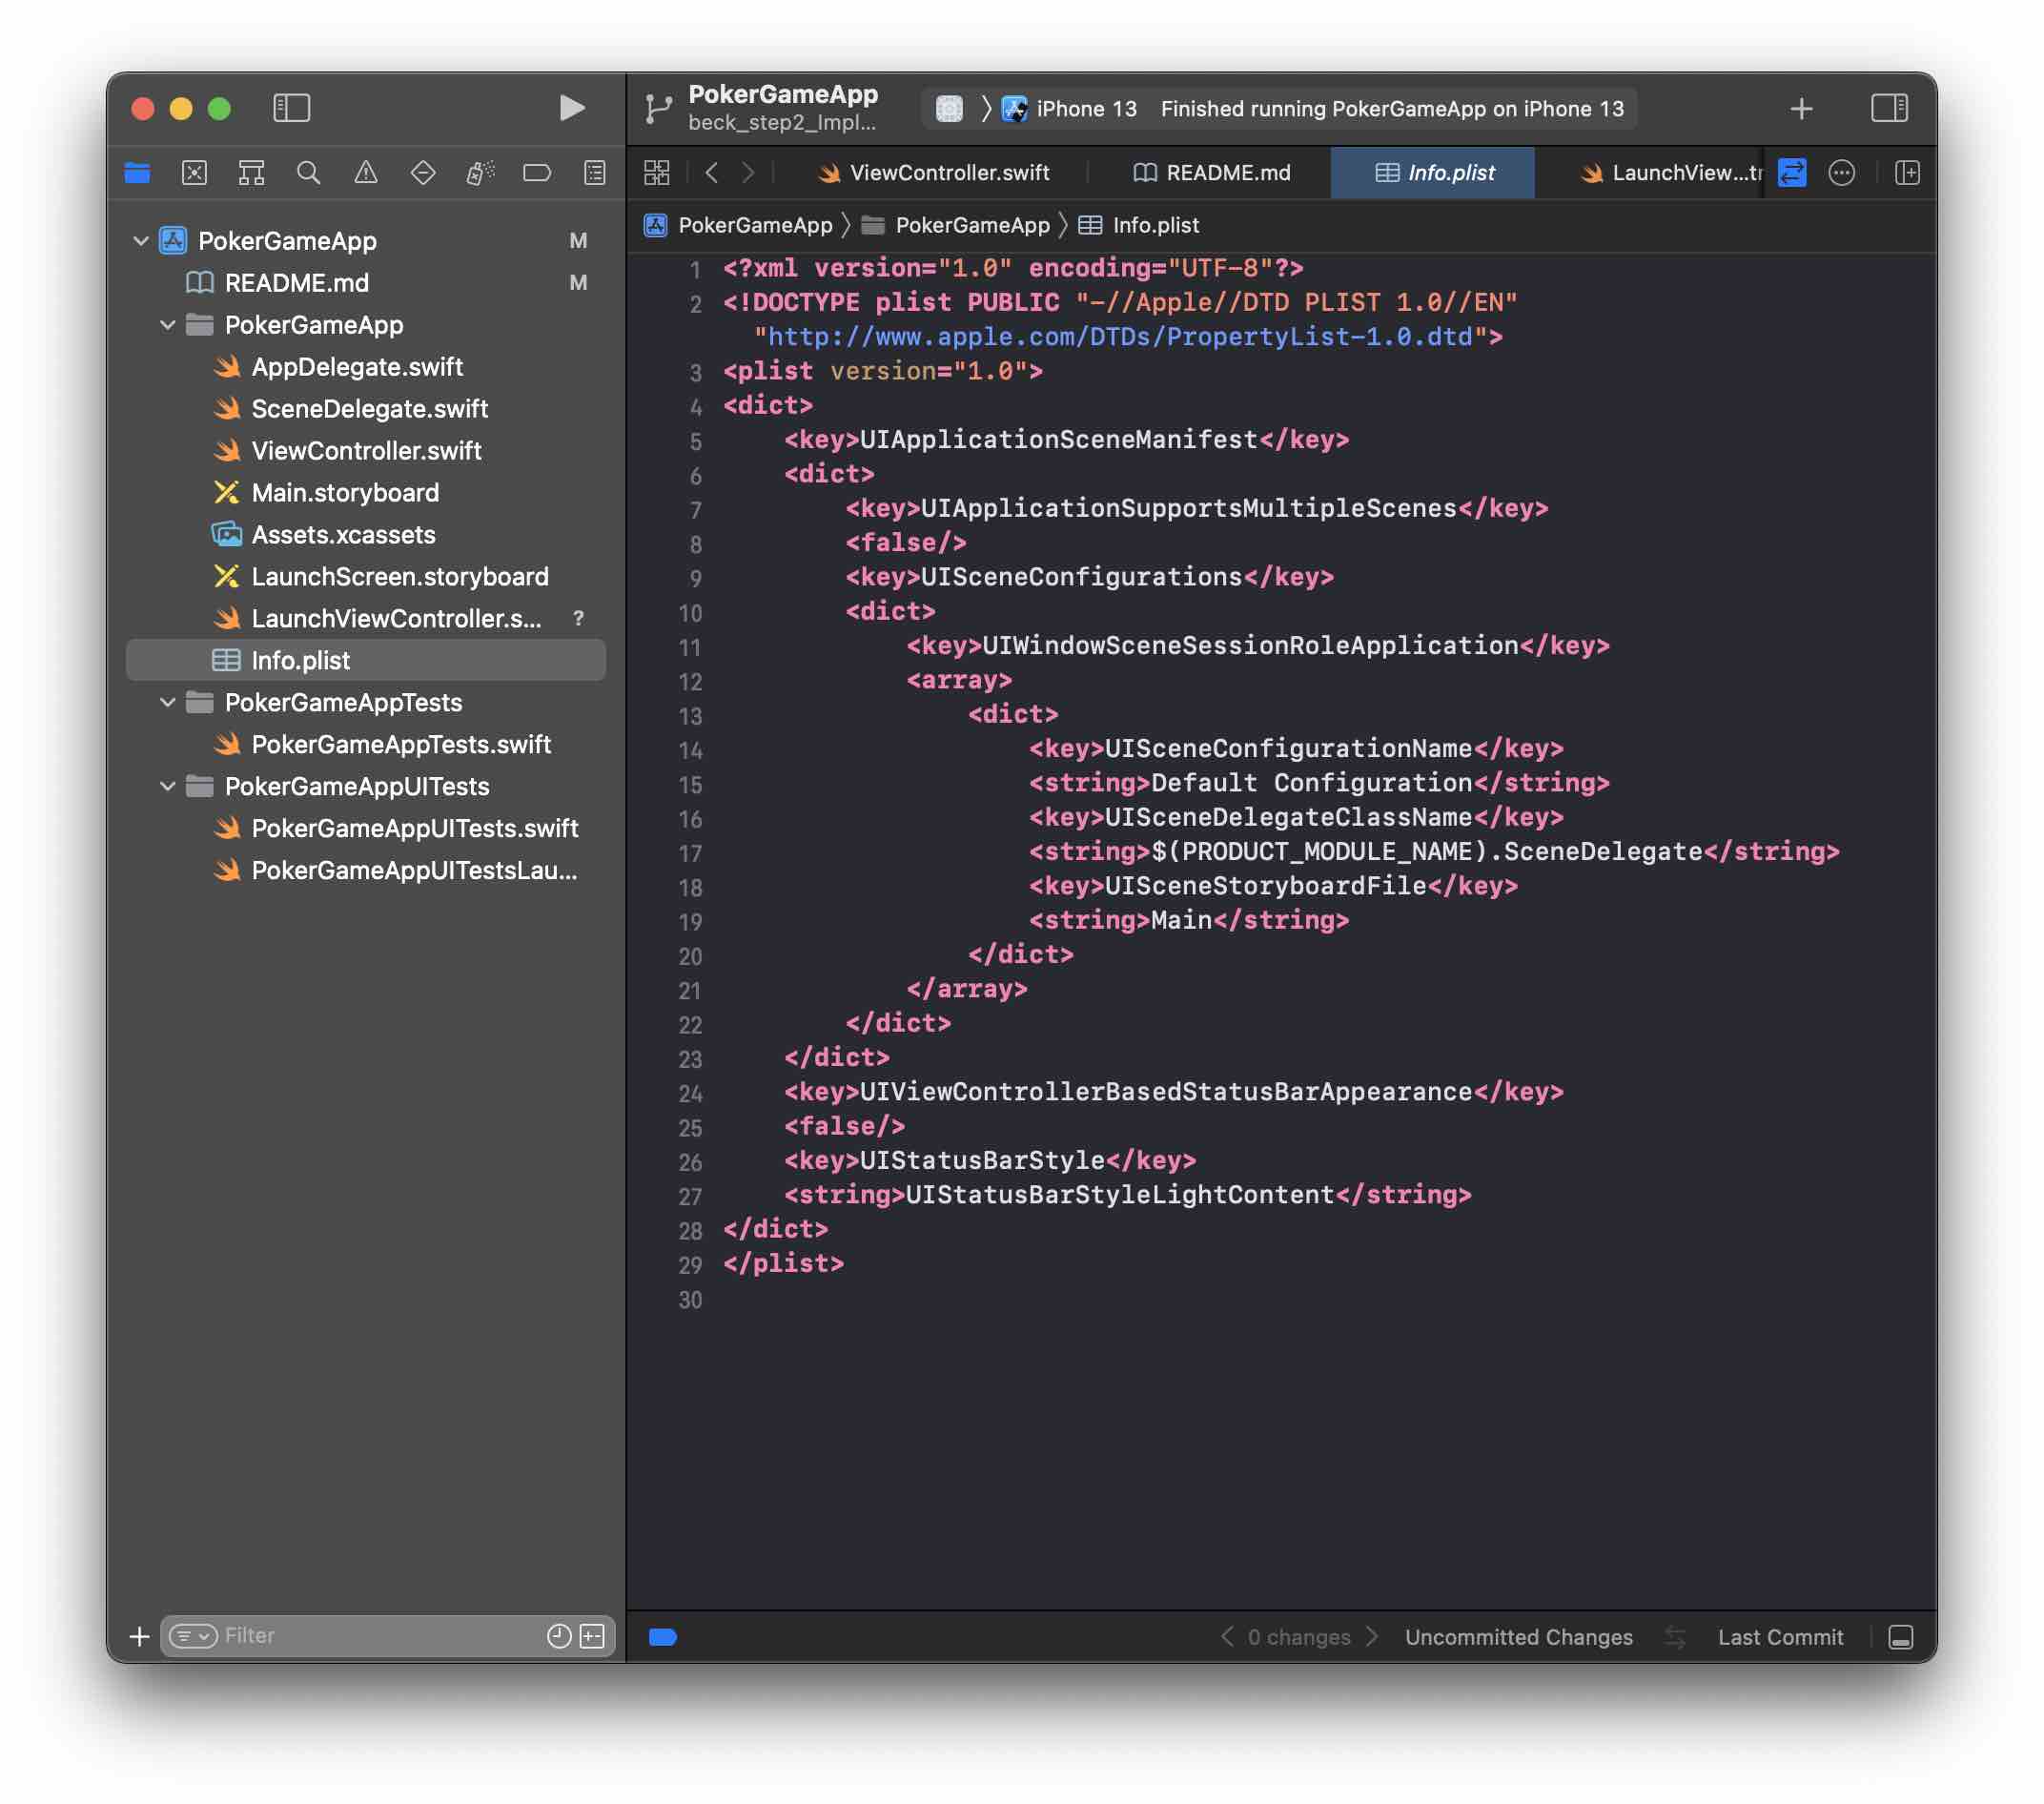 PokerGameApp
beck_step2_Impl...
iPhone 13
Finished running PokerGameApp on iPhone 13
ViewController.swift
README.md
Info.plist
LaunchView...tr
PokerGameApp
PokerGameApp
Info.plist
PokerGameApp M
README.md M
PokerGameApp
AppDelegate.swift
SceneDelegate.swift
ViewController.swift
Main.storyboard
Assets.xcassets
LaunchScreen.storyboard
LaunchViewController.s... ?
Info.plist
PokerGameAppTests
PokerGameAppTests.swift
PokerGameAppUITests
PokerGameAppUITests.swift
PokerGameAppUITestsLau...
Filter
1 <?xml version="1.0" encoding="UTF-8"?>
2 <!DOCTYPE plist PUBLIC "-//Apple//DTD PLIST 1.0//EN"
"http://www.apple.com/DTDs/PropertyList-1.0.dtd">
3 <plist version="1.0">
4 <dict>
5 <key>UIApplicationSceneManifest</key>
6 <dict>
7 <key>UIApplicationSupportsMultipleScenes</key>
8 <false/>
9 <key>UISceneConfigurations</key>
10 <dict>
11 <key>UIWindowSceneSessionRoleApplication</key>
12 <array>
13 <dict>
14 <key>UISceneConfigurationName</key>
15 <string>Default Configuration</string>
16 <key>UISceneDelegateClassName</key>
17 <string>$(PRODUCT_MODULE_NAME).SceneDelegate</string>
18 <key>UISceneStoryboardFile</key>
19 <string>Main</string>
20 </dict>
21 </array>
22 </dict>
23 </dict>
24 <key>UIViewControllerBasedStatusBarAppearance</key>
25 <false/>
26 <key>UIStatusBarStyle</key>
27 <string>UIStatusBarStyleLightContent</string>
28 </dict>
29 </plist>
30
0 changes
Uncommitted Changes
Last Commit